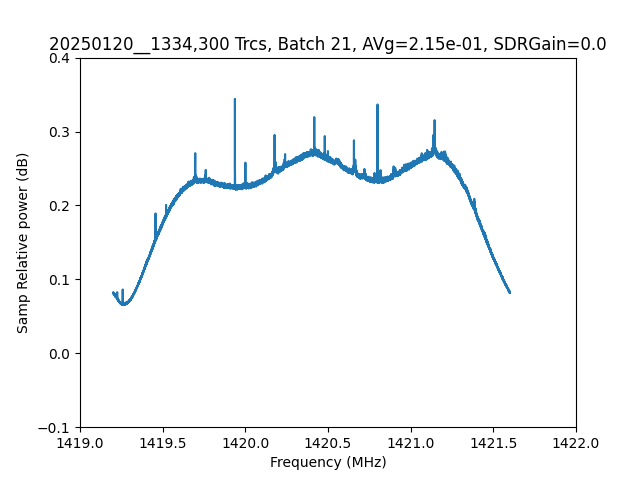 20250120__1334,300 Trcs, Batch 21, AVg=2.15e-01, SDRGain=0.0
0.4
0.3
0.2
0.1
0.0
−0.1
Samp Relative power (dB)
1419.0 1419.5 1420.0 1420.5 1421.0 1421.5 1422.0
Frequency (MHz)